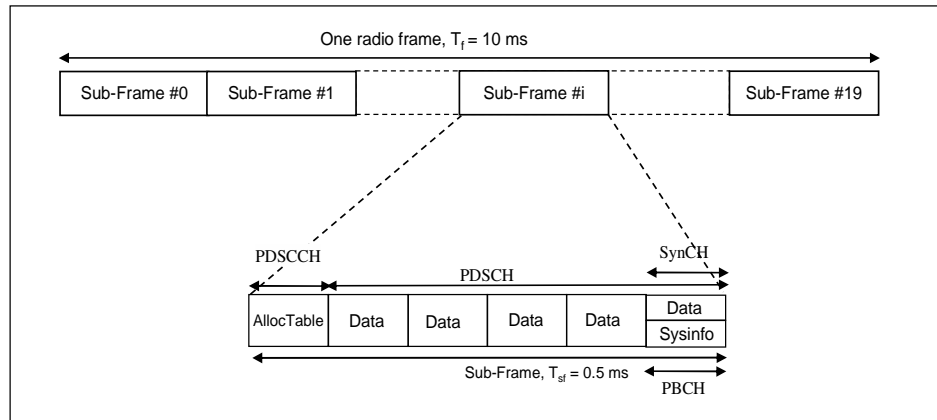 One radio frame, Tf = 10 ms
Sub-Frame #0 Sub-Frame #1 Sub-Frame #i Sub-Frame #19
PDSCCH
SynCH
PDSCH
AllocTable Data Data Data Data Data
Sysinfo
Sub-Frame, Tsf = 0.5 ms
PBCH